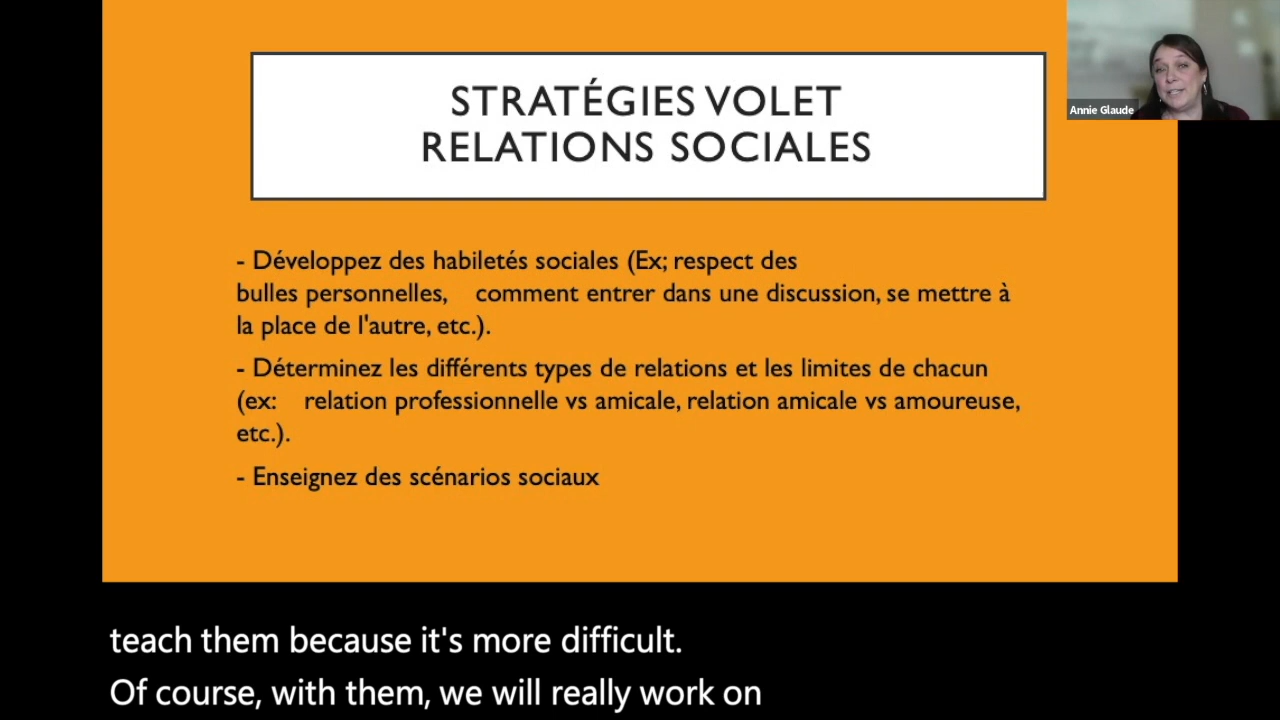 STRATÉGIES VOLET
RELATIONS SOCIALES
Annie Glaude
- Développez des habiletés sociales (Ex; respect des
bulles personnelles, comment entrer dans une discussion, se mettre à
la place de l'autre, etc.).
- Déterminez les différents types de relations et les limites de chacun
(ex: relation professionnelle vs amicale, relation amicale vs amoureuse,
etc.).
- Enseignez des scénarios sociaux
teach them because it's more difficult.
Of course, with them, we will really work on